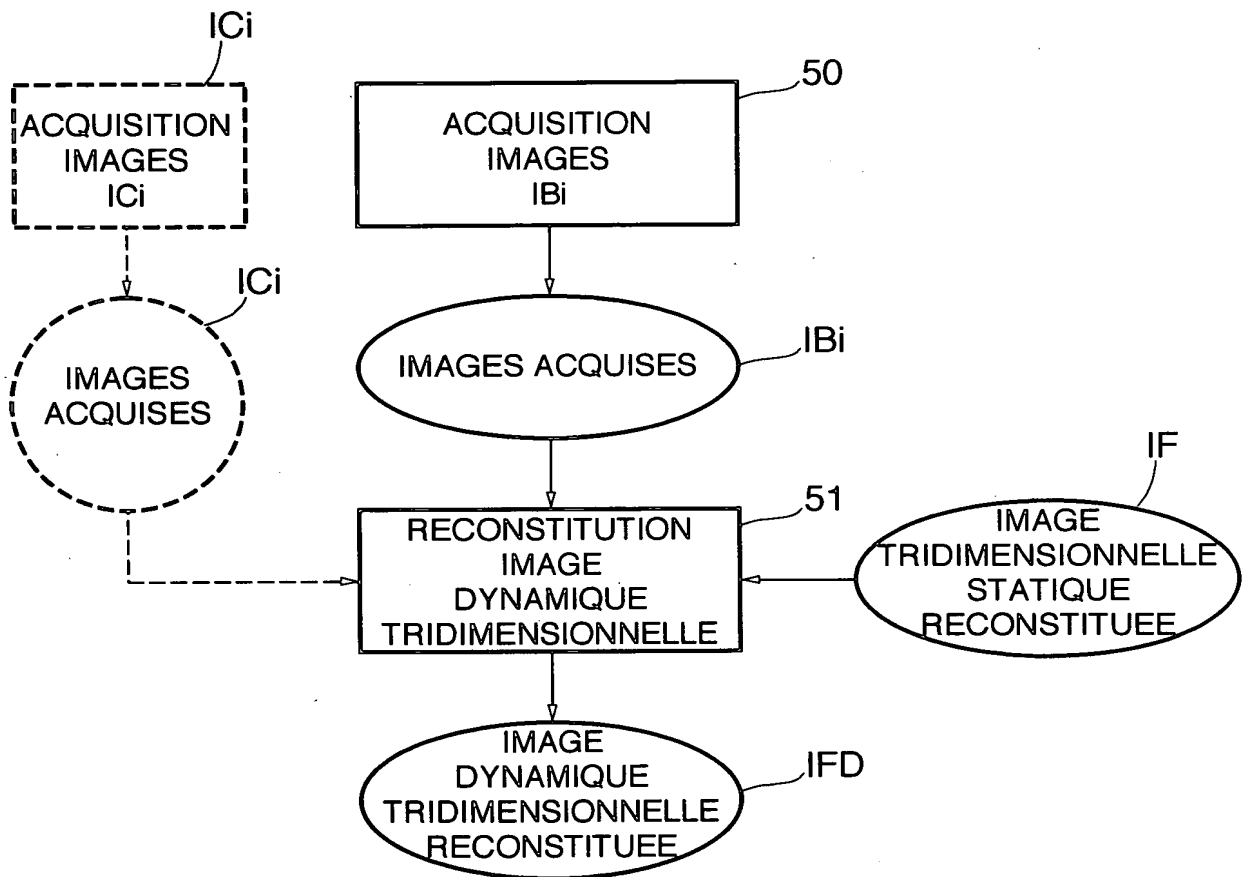 ICi
ACQUISITION
IMAGES
ICi
50
ACQUISITION
IMAGES
IBi
ICi
IMAGES
ACQUISES
IMAGES ACQUISES
IBi
RECONSTITUTION
IMAGE
DYNAMIQUE
TRIDIMENSIONNELLE
51
IF
IMAGE
TRIDIMENSIONNELLE
STATIQUE
RECONSTITUEE
IMAGE
DYNAMIQUE
TRIDIMENSIONNELLE
RECONSTITUEE
IFD